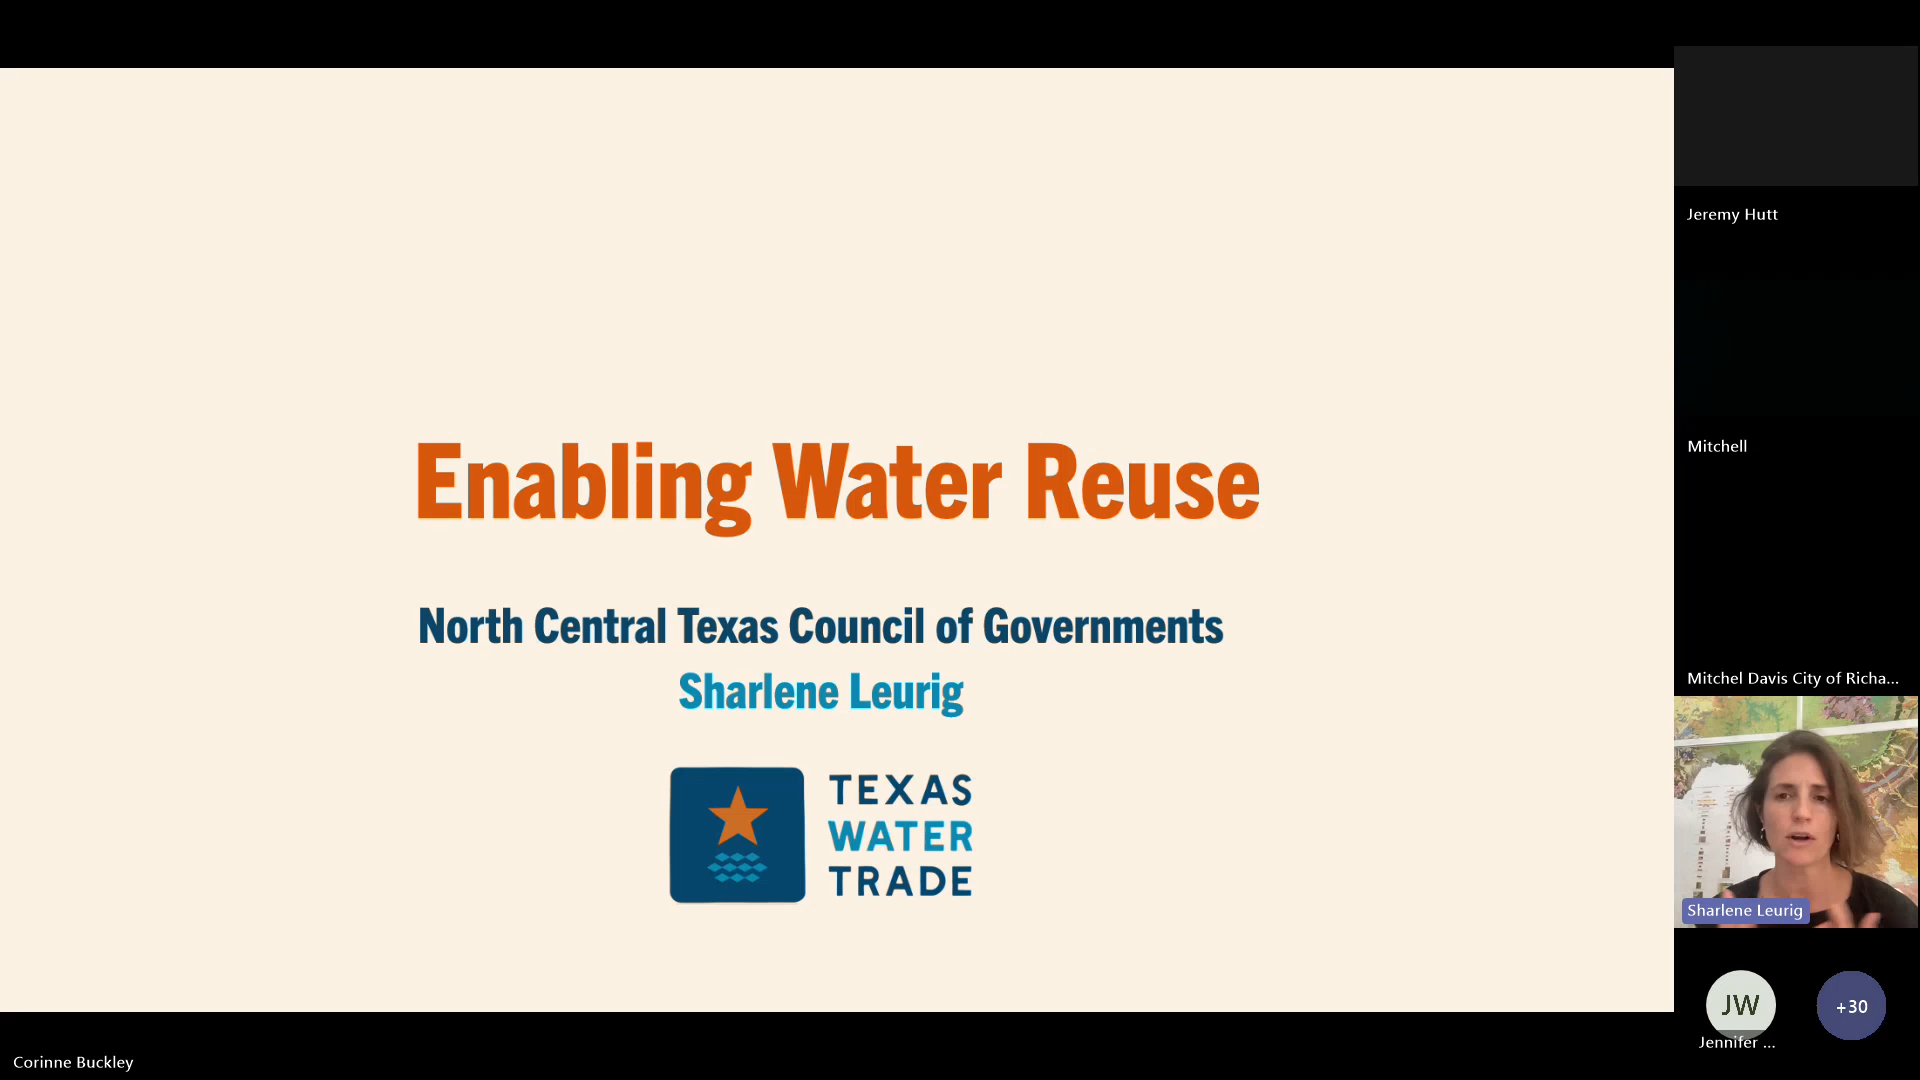 Enabling Water Reuse
North Central Texas Council of Governments
Sharlene Leurig
TEXAS
WATER
TRADE
Jeremy Hutt
Mitchell
Mitchel Davis City of Richa...
Sharlene Leurig
JW
+30
Jennifer ...
Corinne Buckley